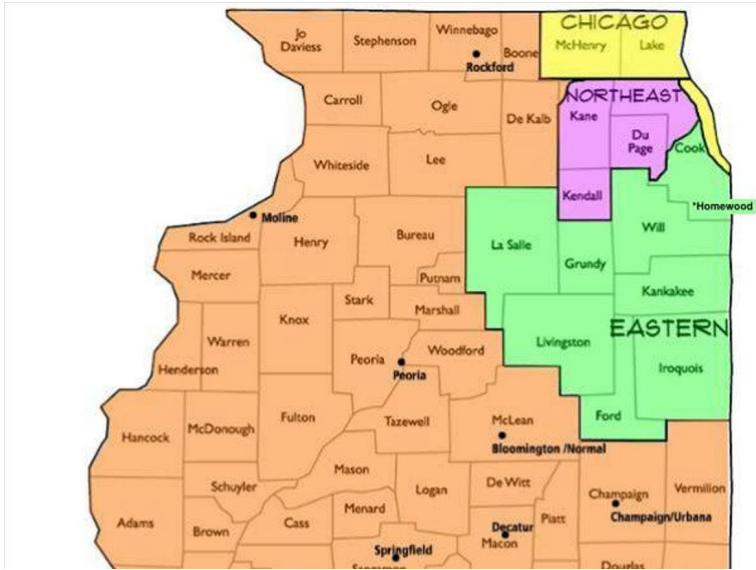 CHICAGO
Jo
Daviess
Stephenson
Winnebago
Boone
McHenry
Lake
Rockford
NORTHEAST
Carroll
Ogle
De Kalb
Kane
Du
Page
Cook
Whiteside
Lee
Kendall
*Homewood
Moline
Rock Island
Henry
Bureau
La Salle
Will
Grundy
Mercer
Putnam
Stark
Marshall
Kankakee
Knox
Warren
Peoria
Woodford
Livingston
EASTERN
Henderson
Peoria
Iroquois
Hancock
McDonough
Fulton
Tazewell
McLean
Ford
Bloomington /Normal
Mason
Schuyler
Logan
De Witt
Champaign
Vermilion
Adams
Brown
Cass
Menard
Piatt
Champaign/Urbana
Decatur
Macon
Springfield
Sangamon
Douglas